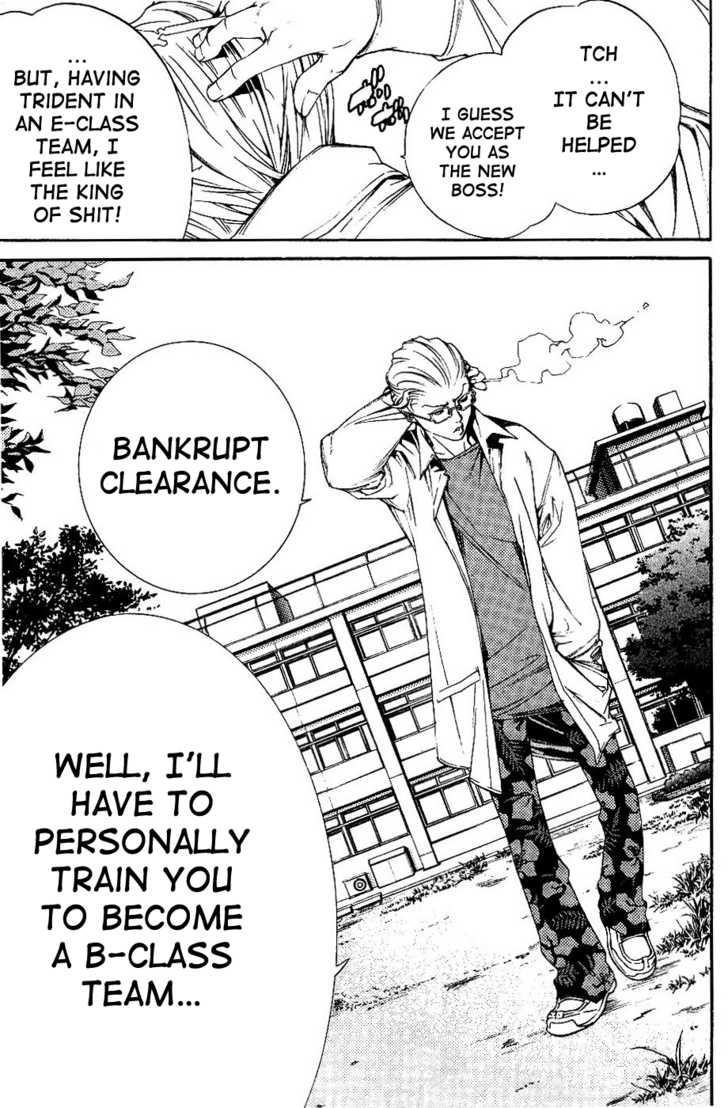 TCH
...
IT CAN'T
BE
HELPED
...
I GUESS
WE ACCEPT
YOU AS
THE NEW
BOSS!
...
BUT, HAVING
TRIDENT IN
AN E-CLASS
TEAM, I
FEEL LIKE
THE KING
OF SHIT!
BANKRUPT
CLEARANCE.
WELL, I'LL
HAVE TO
PERSONALLY
TRAIN YOU
TO BECOME
A B-CLASS
TEAM...